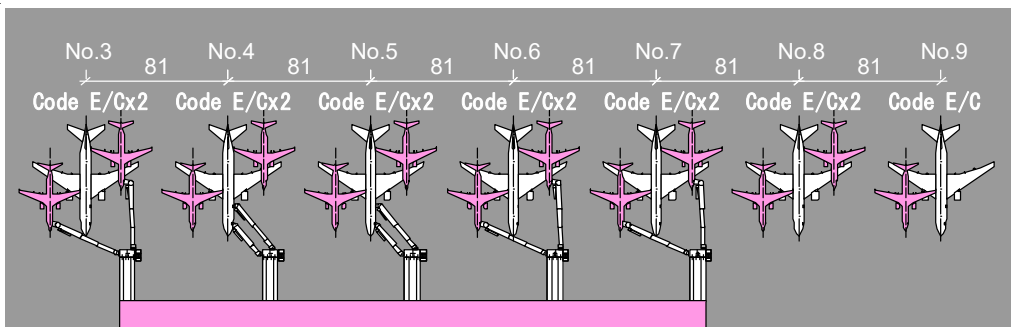 No.3 No.4 No.5 No.6 No.7 No.8 No.9
81 81 81 81 81 81
Code E/Cx2 Code E/Cx2 Code E/Cx2 Code E/Cx2 Code E/Cx2 Code E/Cx2 Code E/C